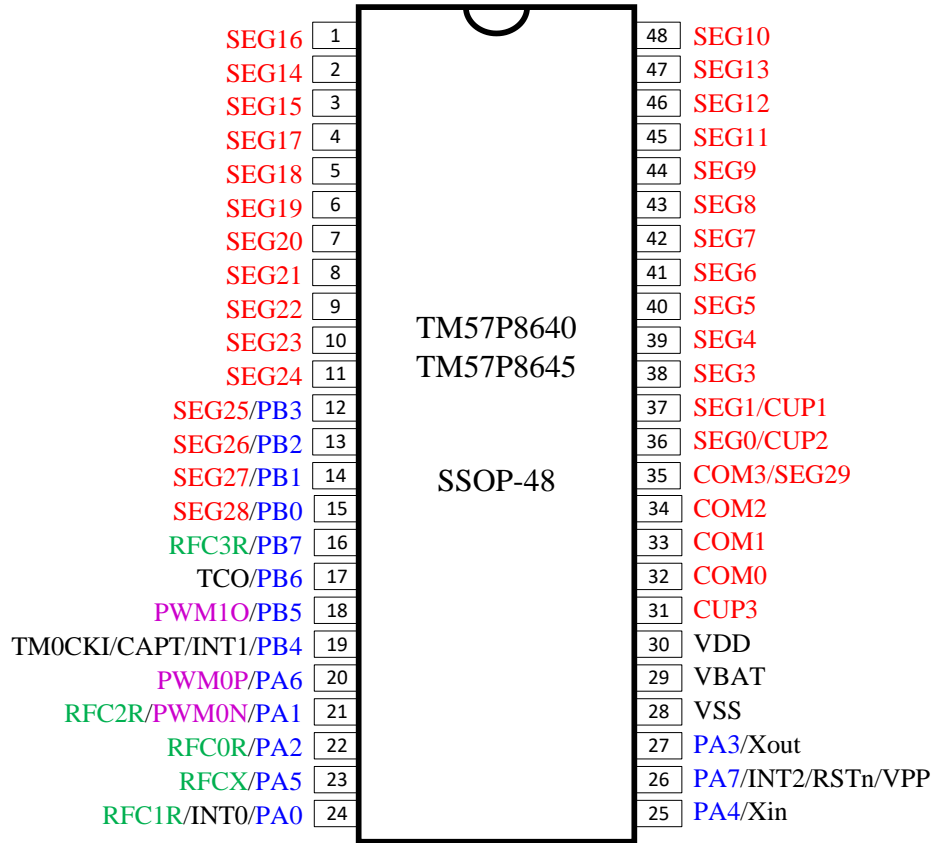 SEG16 1 48 SEG10
SEG14 2 47 SEG13
SEG15 3 46 SEG12
SEG17 4 45 SEG11
SEG18 5 44 SEG9
SEG19 6 43 SEG8
SEG20 7 42 SEG7
SEG21 8 41 SEG6
SEG22 9 40 SEG5
TM57P8640
SEG23 10 39 SEG4
TM57P8645
SEG24 11 38 SEG3
SEG25/PB3 12 37 SEG1/CUP1
SEG26/PB2 13 36 SEG0/CUP2
SEG27/PB1 14 SSOP-48 35 COM3/SEG29
SEG28/PB0 15 34 COM2
RFC3R/PB7 16 33 COM1
TCO/PB6 17 32 COM0
PWM1O/PB5 18 31 CUP3
TM0CKI/CAPT/INT1/PB4 19 30 VDD
PWM0P/PA6 20 29 VBAT
RFC2R/PWM0N/PA1 21 28 VSS
RFC0R/PA2 22 27 PA3/Xout
RFCX/PA5 23 26 PA7/INT2/RSTn/VPP
RFC1R/INT0/PA0 24 25 PA4/Xin